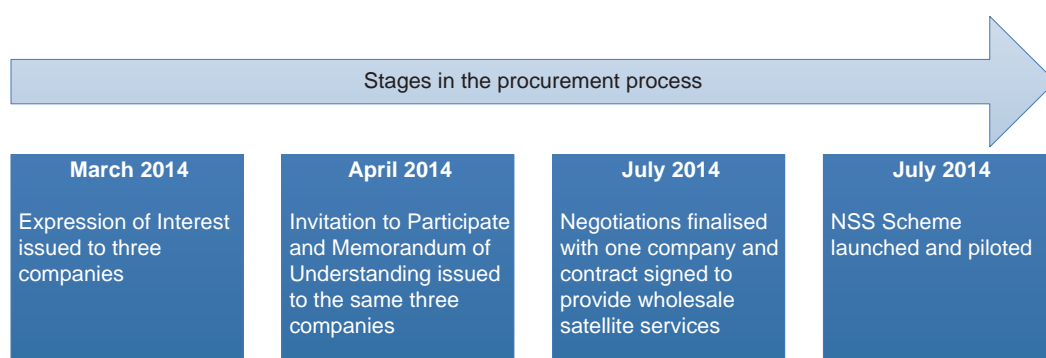 Stages in the procurement process
March 2014
Expression of Interest
issued to three
companies
April 2014
Invitation to Participate
and Memorandum of
Understanding issued
to the same three
companies
July 2014
Negotiations finalised
with one company and
contract signed to
provide wholesale
satellite services
July 2014
NSS Scheme
launched and piloted